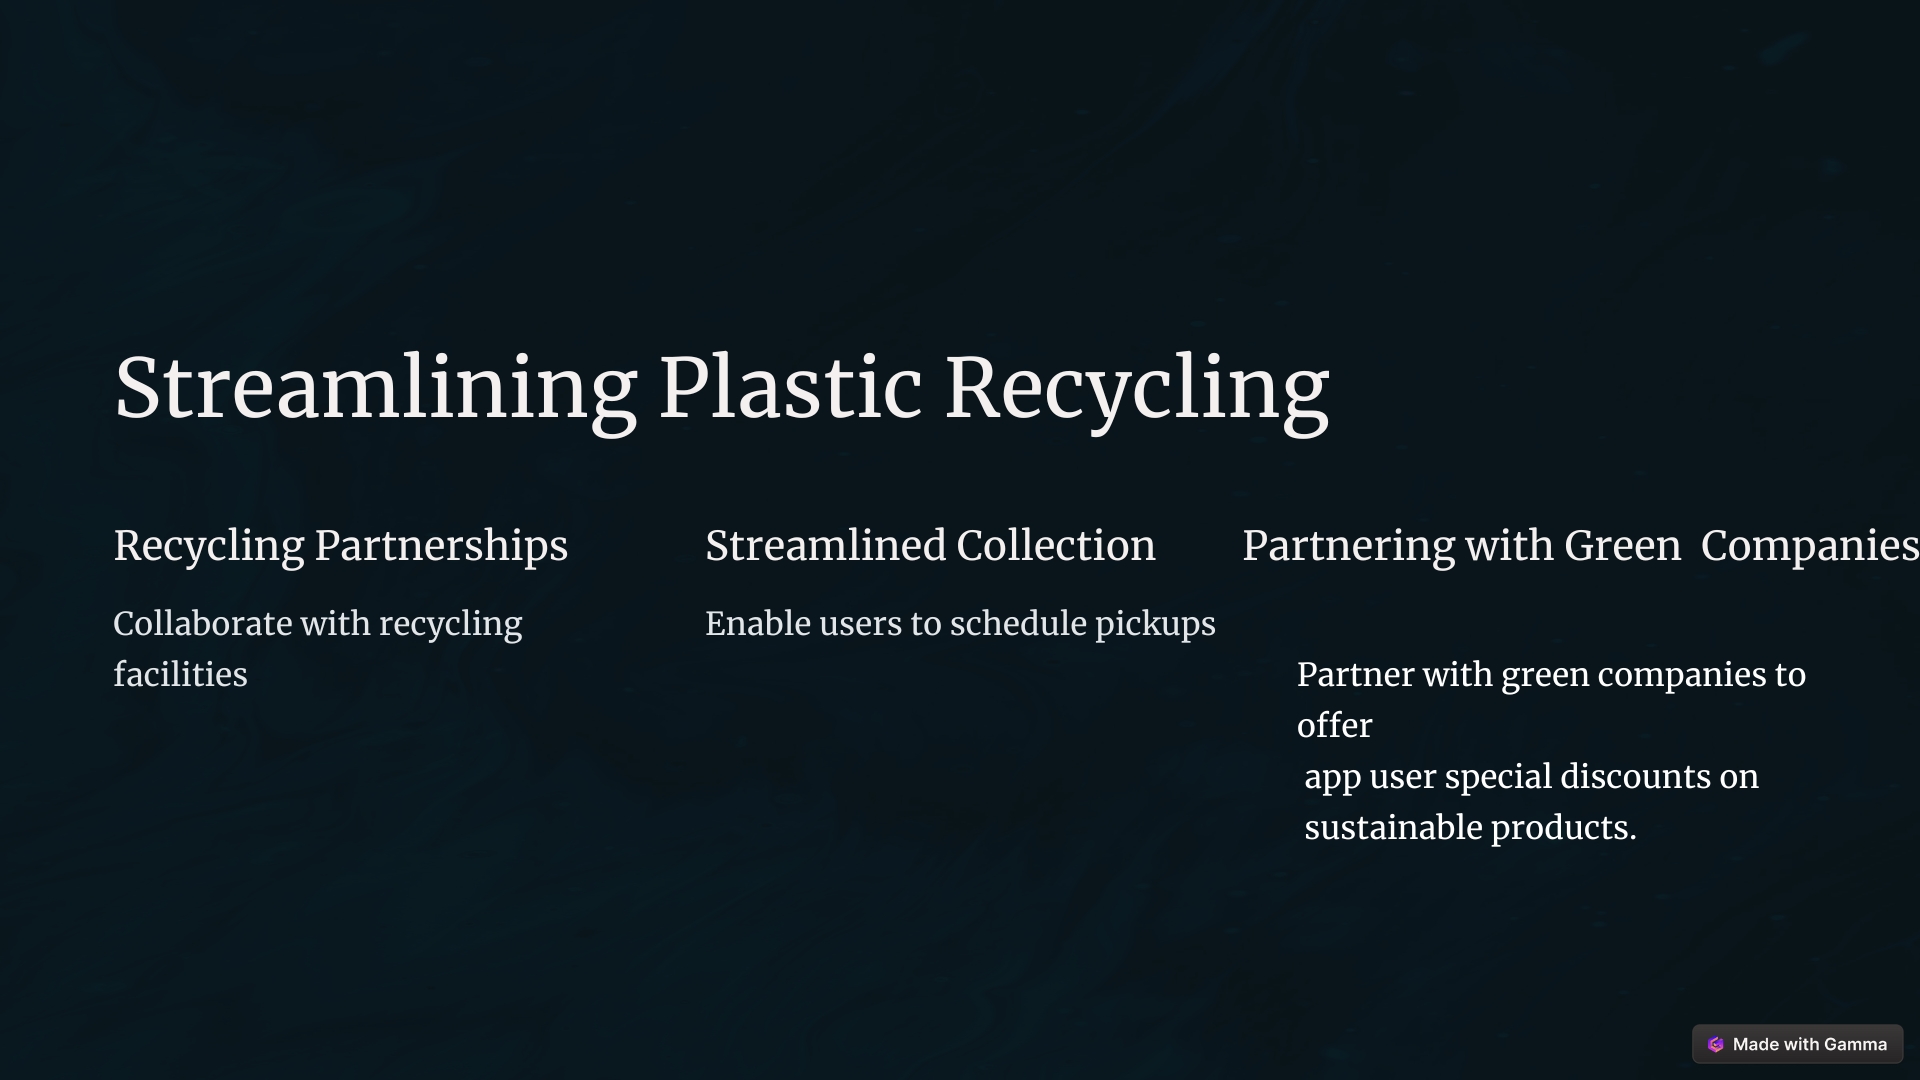 Streamlining Plastic Recycling
Recycling Partnerships
Collaborate with recycling
facilities
Streamlined Collection
Enable users to schedule pickups
Partnering with Green  Companies
Partner with green companies to
offer
app user special discounts on
sustainable products.
Made with Gamma